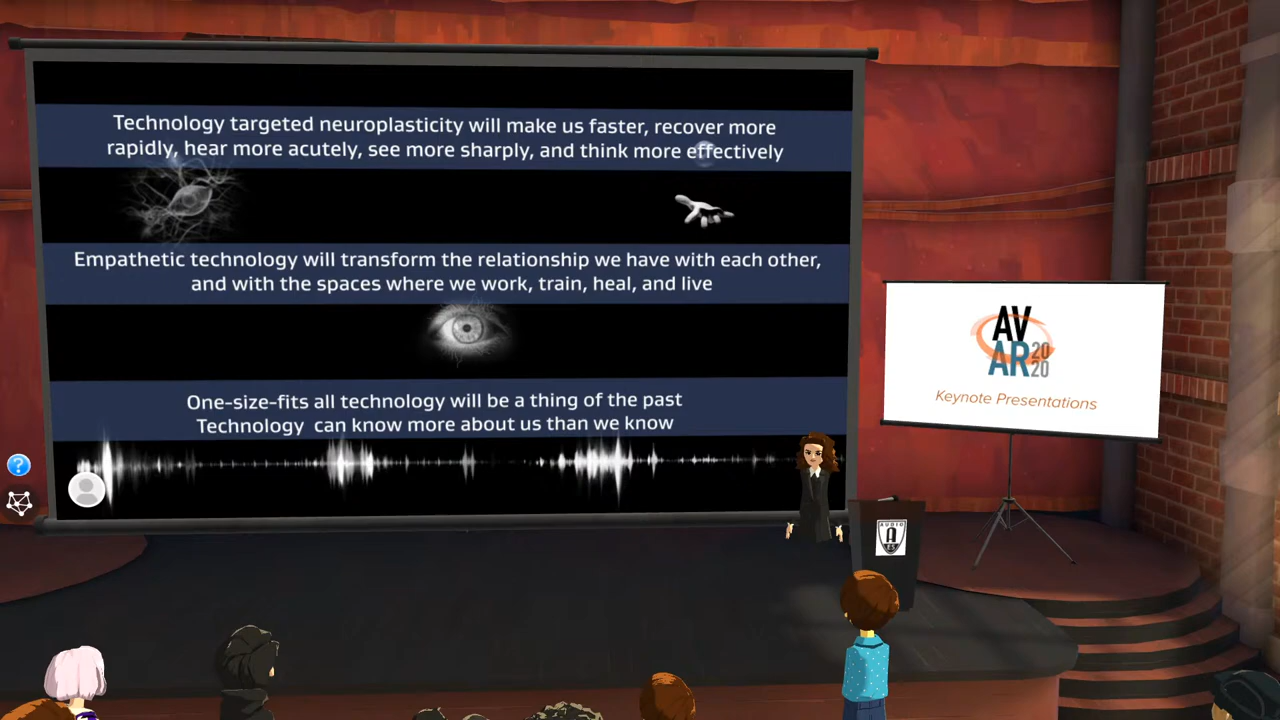 Technology targeted neuroplasticity will make us faster, recover more
rapidly, hear more acutely, see more sharply, and think more effectively
Empathetic technology will transform the relationship we have with each other,
and with the spaces where we work, train, heal, and live
One-size-fits all technology will be a thing of the past
Technology can know more about us than we know
AV
AR 20
20
Keynote Presentations
?
AUDIO
A
ES